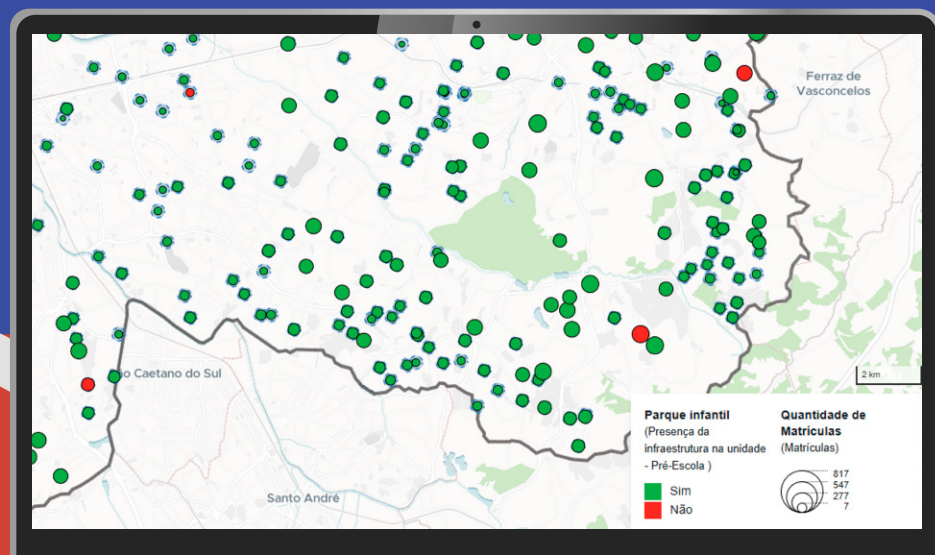 Ferraz de
Vasconcelos
o Caetano do Sul
Santo André
2 km
Parque infantil
(Presença da
infraestrutura na unidade
- Pré-Escola )
Sim
Não
Quantidade de
Matriculas
(Matrículas)
817
547
277
7